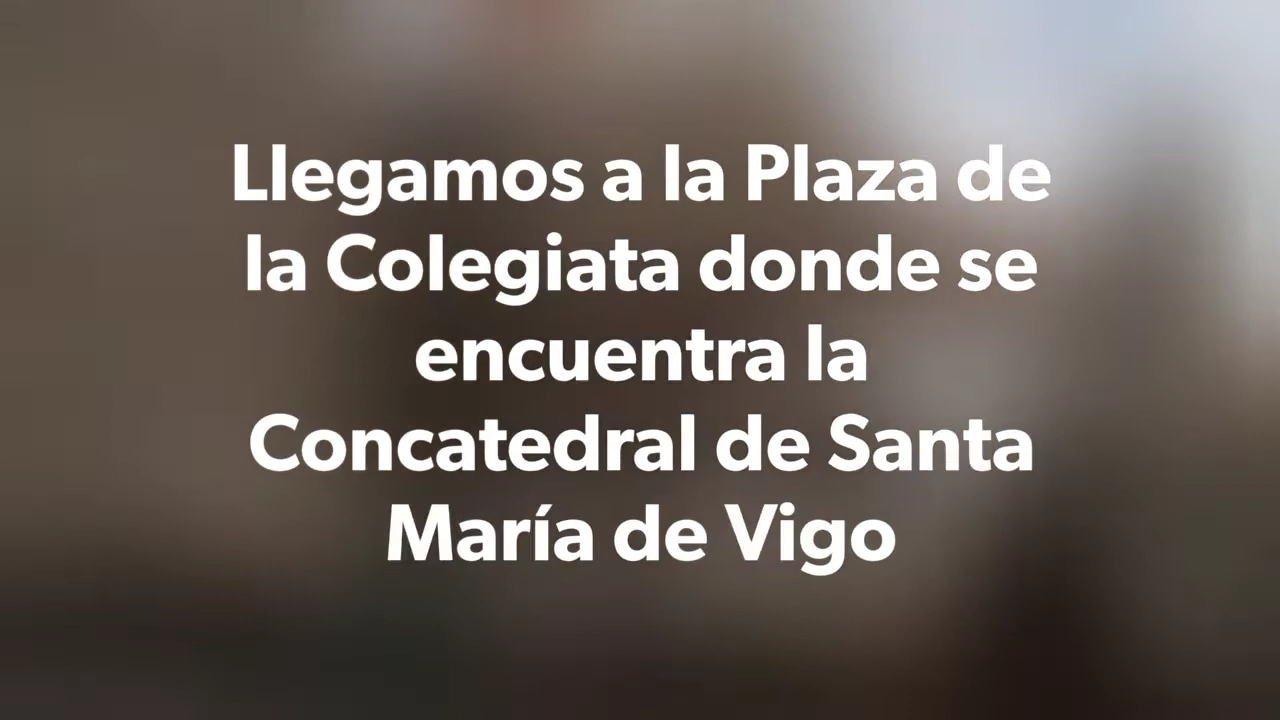 Llegamos a la Plaza de
la Colegiata donde se
encuentra la
Concatedral de Santa
María de Vigo